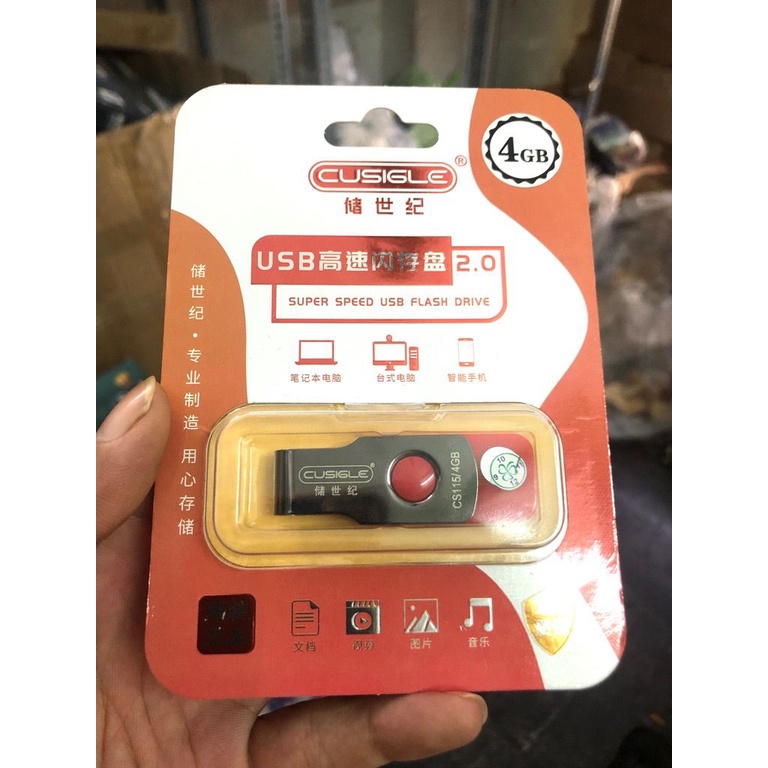 4GB
CUSIGLE®
储世纪
USB高速闪存盘 2.0
SUPER SPEED USB FLASH DRIVE
笔记本电脑
台式电脑
智能手机
储世纪·专业制造 用心存储
CUSIGLE®
储世纪
CS115/4GB
文档
视频
图片
音乐